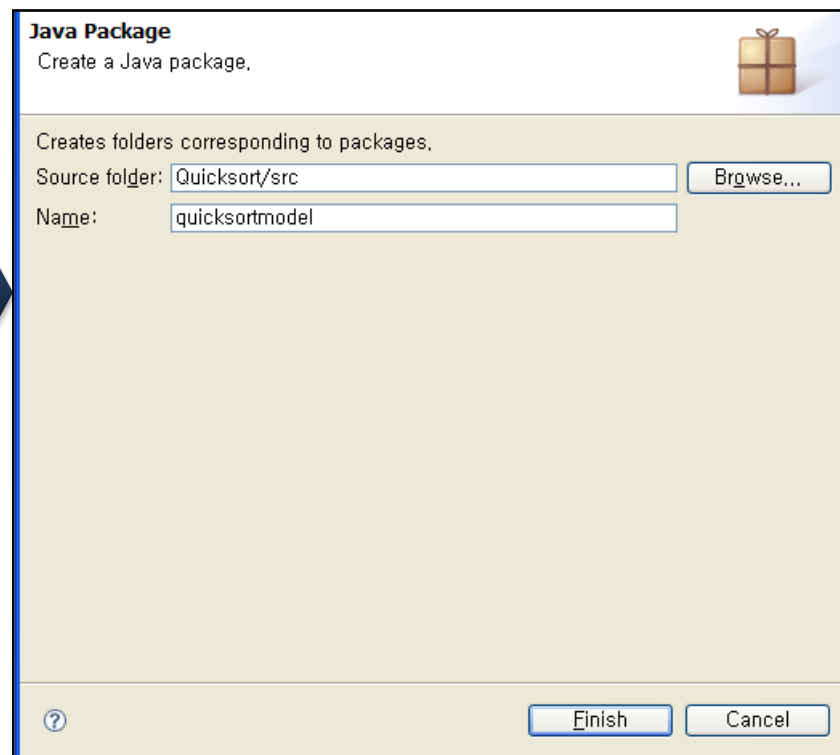 Java Package
Create a Java package,
Creates folders corresponding to packages,
Source folder: Quicksort/src Browse,,,
Name: quicksortmodel
? Finish Cancel